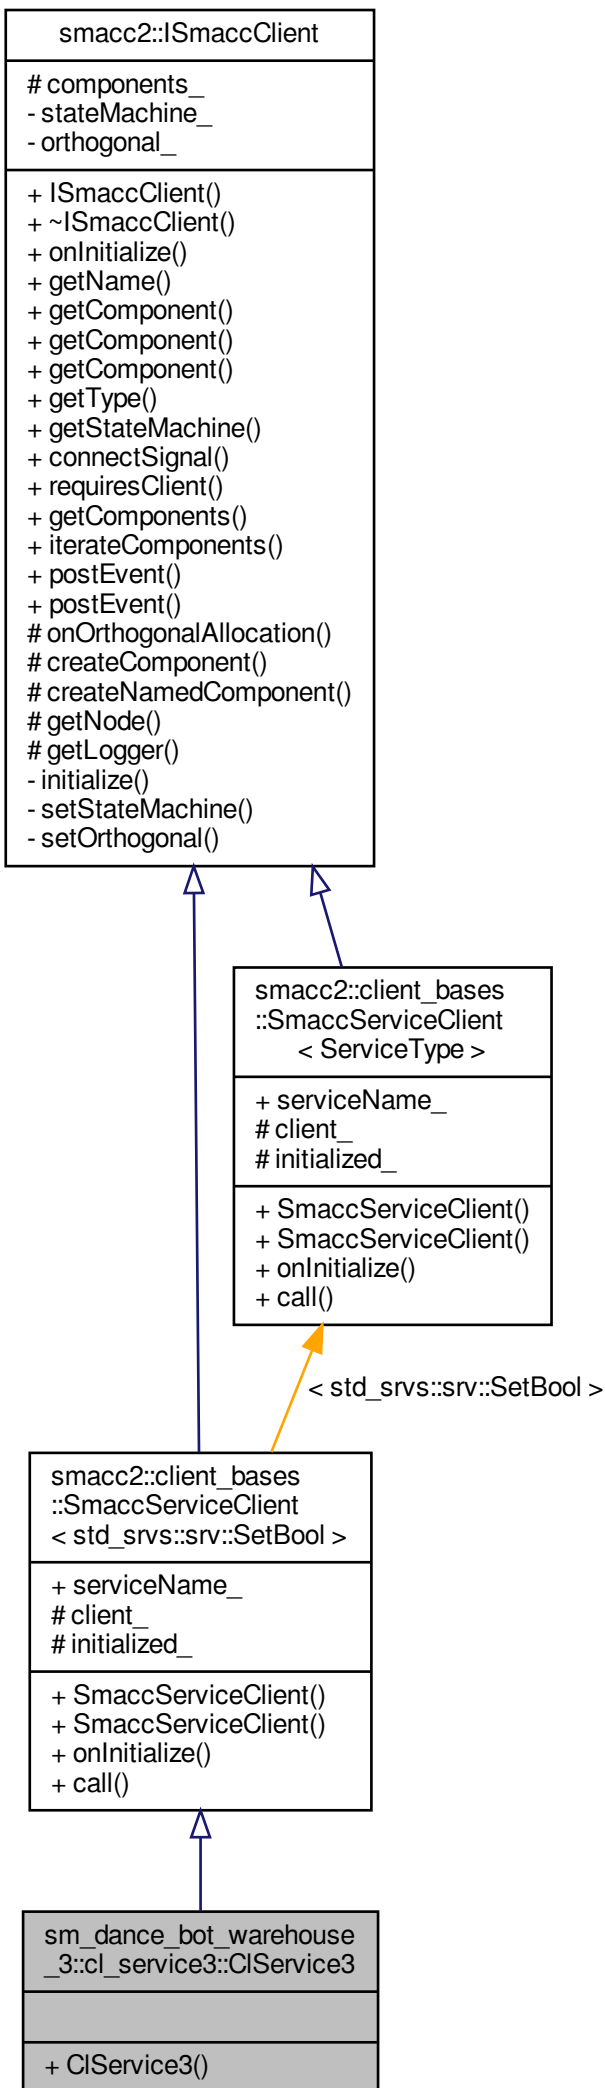 smacc2::ISmaccClient
# components_
- stateMachine_
- orthogonal_
+ ISmaccClient()
+ ~ISmaccClient()
+ onInitialize()
+ getName()
+ getComponent()
+ getComponent()
+ getComponent()
+ getType()
+ getStateMachine()
+ connectSignal()
+ requiresClient()
+ getComponents()
+ iterateComponents()
+ postEvent()
+ postEvent()
# onOrthogonalAllocation()
# createComponent()
# createNamedComponent()
# getNode()
# getLogger()
- initialize()
- setStateMachine()
- setOrthogonal()
smacc2::client_bases
::SmaccServiceClient
< ServiceType >
+ serviceName_
# client_
# initialized_
+ SmaccServiceClient()
+ SmaccServiceClient()
+ onInitialize()
+ call()
< std_srvs::srv::SetBool >
smacc2::client_bases
::SmaccServiceClient
< std_srvs::srv::SetBool >
+ serviceName_
# client_
# initialized_
+ SmaccServiceClient()
+ SmaccServiceClient()
+ onInitialize()
+ call()
sm_dance_bot_warehouse
_3::cl_service3::ClService3
+ ClService3()